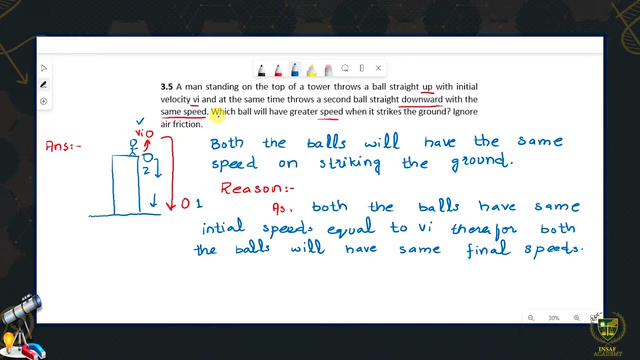 3.5 A man standing on the top of a tower throws a ball straight up with initial
velocity vi and at the same time throws a second ball straight downward with the
same speed. Which ball will have greater speed when it strikes the ground? Ignore
air friction.
Ans:-
vi
2
1
Both the balls will have the same
speed on striking the ground.
Reason:-
As, both the balls have same
intial speeds equal to vi therefor both
the balls will have same final speeds.
30%
INSAF
ACADEMY